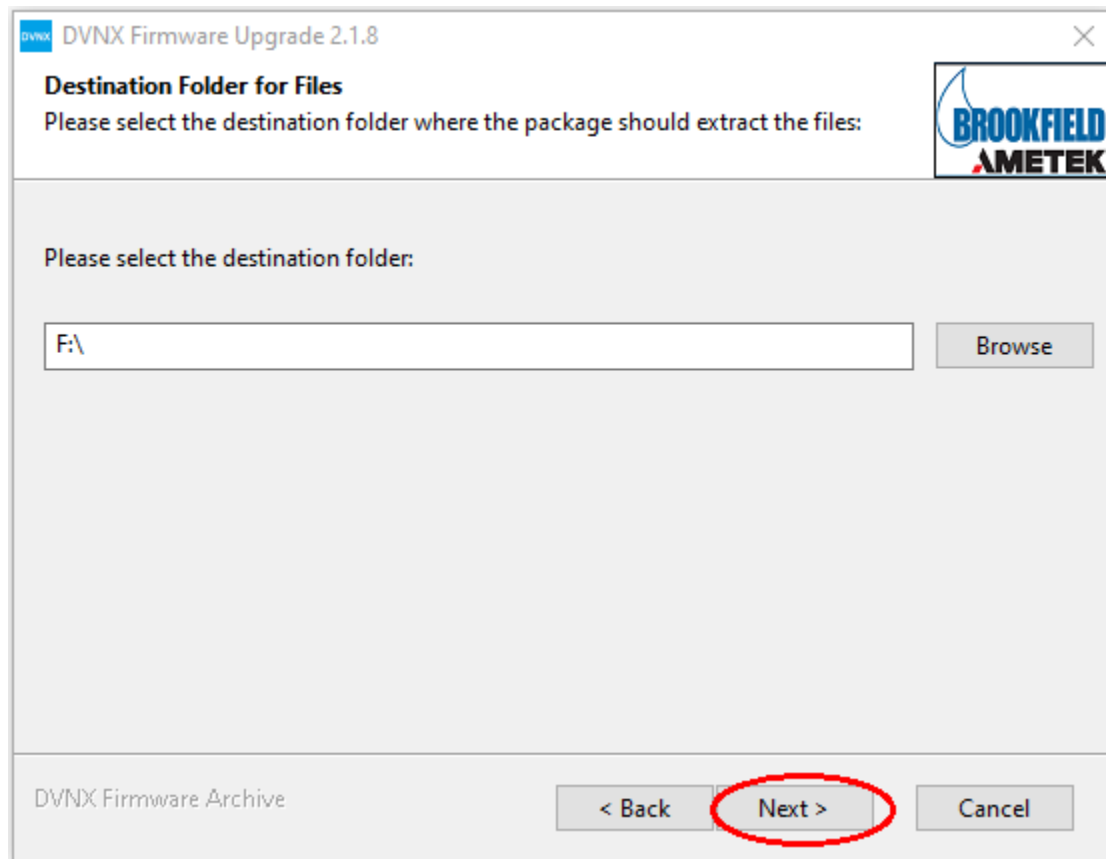 DVNX
DVNX Firmware Upgrade 2.1.8
Destination Folder for Files
Please select the destination folder where the package should extract the files:
BROOKFIELD
AMETEK
Please select the destination folder:
F:\
Browse
DVNX Firmware Archive
< Back
Next >
Cancel